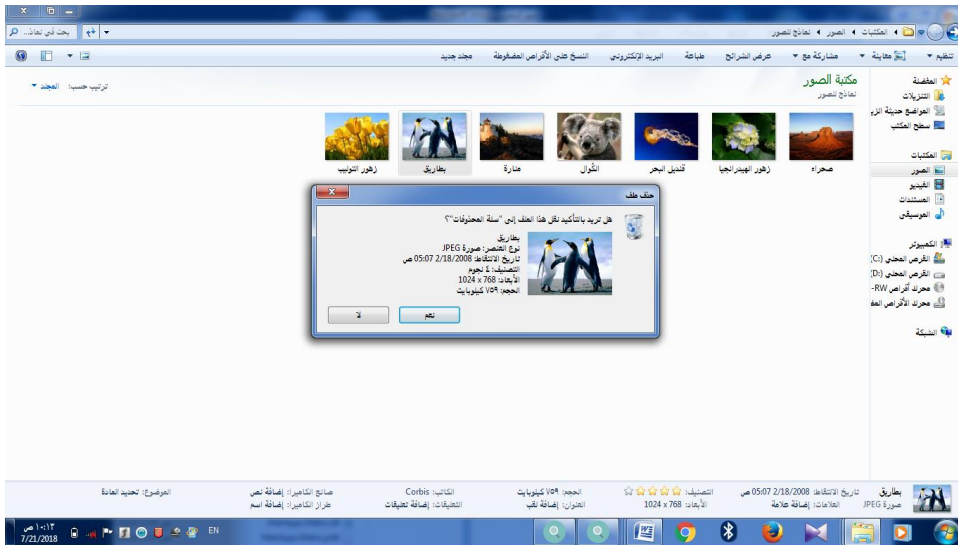 المكتبات
الصور
نماذج للصور
بحث في نماذ...
تنظيم
معاينة
مشاركة مع
عرض الشرائح
طباعة
البريد الإلكتروني
النسخ على الأقراص المضغوطة
مجلد جديد
مكتبة الصور
نماذج للصور
ترتيب حسب: المجلد
المفضلة
التنزيلات
المواضع حديثة الزي
سطح المكتب
المكتبات
الصور
الفيديو
المستندات
الموسيقى
الكمبيوتر
القرص المحلي (C:)
القرص المحلي (D:)
محرك أقراص RW-
محرك الأقراص المض
الشبكة
صحراء
زهور الهيدرانجيا
قنديل البحر
الكُوال
منارة
بطاريق
زهور التوليب
حذف ملف
هل تريد بالتأكيد نقل هذا الملف إلى "سلة المحذوفات"؟
بطاريق
نوع العنصر: صورة JPEG
تاريخ الالتقاط: 2/18/2008 05:07 ص
التصنيف: ٤ نجوم
الأبعاد: 768 x 1024
الحجم: ٧٥٩ كيلوبايت
نعم
لا
بطاريق
صورة JPEG
تاريخ الالتقاط: 2/18/2008 05:07 ص
العلامات: إضافة علامة
التصنيف:
الأبعاد: 768 x 1024
الحجم: ٧٥٩ كيلوبايت
العنوان: إضافة لقب
الكاتب: Corbis
التعليقات: إضافة تعليقات
صانع الكاميرا: إضافة نص
طراز الكاميرا: إضافة اسم
الموضوع: تحديد المادة
EN
١٠:١٣ ص
7/21/2018